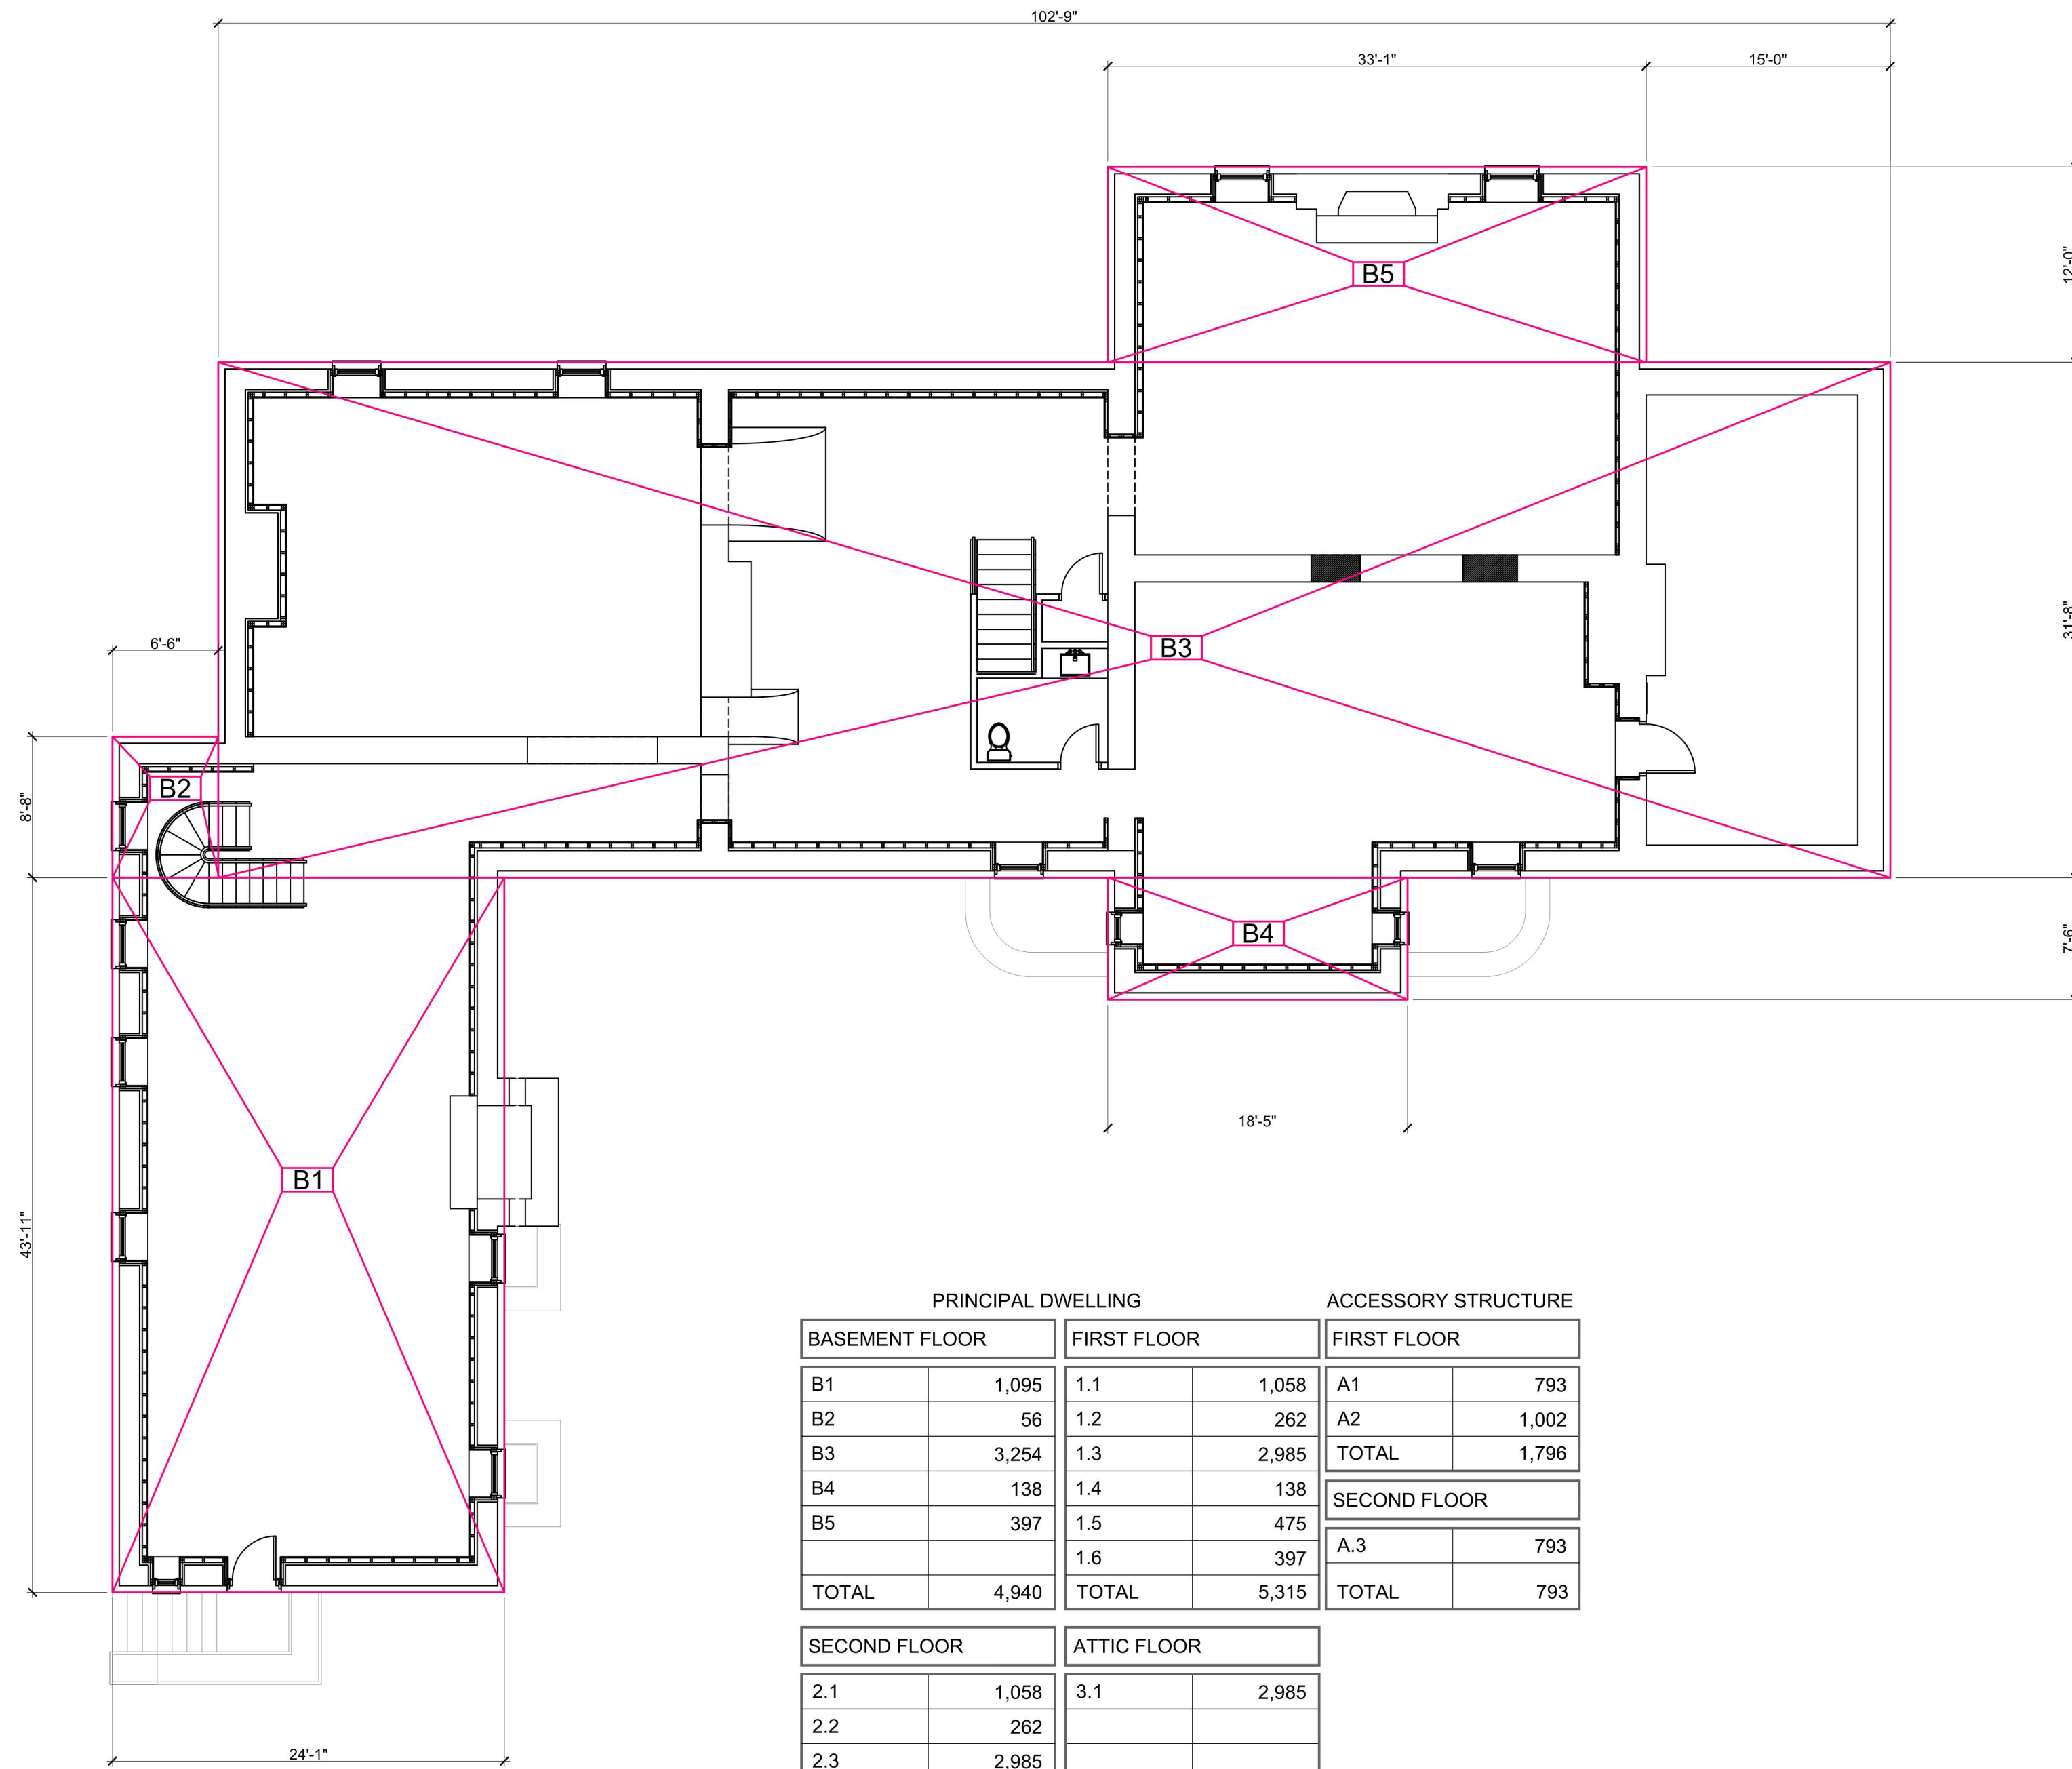 102'-9"
33'-1"
15'-0"
12'-0"
B5
31'-8"
6'-6"
B3
B2
8'-8"
B4
7'-6"
18'-5"
B1
43'-11"
24'-1"
PRINCIPAL DWELLING
ACCESSORY STRUCTURE
BASEMENT FLOOR
B1 1,095
B2 56
B3 3,254
B4 138
B5 397
TOTAL 4,940
FIRST FLOOR
1.1 1,058
1.2 262
1.3 2,985
1.4 138
1.5 475
1.6 397
TOTAL 5,315
FIRST FLOOR
A1 793
A2 1,002
TOTAL 1,796
SECOND FLOOR
A.3 793
TOTAL 793
SECOND FLOOR
2.1 1,058
2.2 262
2.3 2,985
ATTIC FLOOR
3.1 2,985